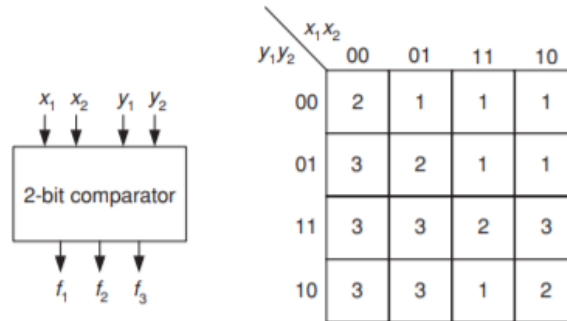 x₁ x₂ y₁ y₂
2-bit comparator
f₁ f₂ f₃
x₁x₂
y₁y₂ 00 01 11 10
00 2 1 1 1
01 3 2 1 1
11 3 3 2 3
10 3 3 1 2